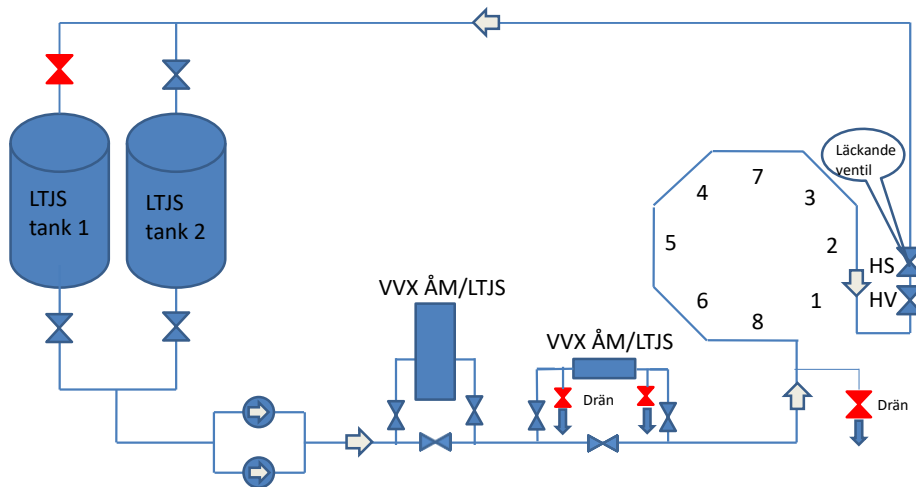 Läckande
ventil
LTJS
tank 1
LTJS
tank 2
4
7
3
5
2
6
1
8
HS
HV
VVX ÅM/LTJS
VVX ÅM/LTJS
Drän
Drän